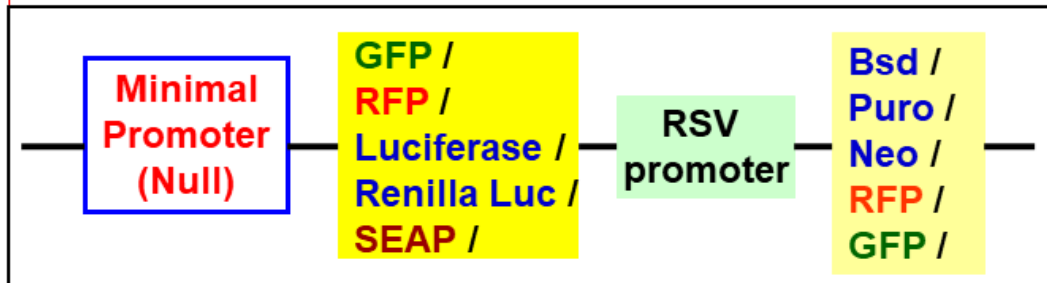 Minimal
Promoter
(Null)
GFP /
RFP /
Luciferase /
Renilla Luc /
SEAP /
RSV
promoter
Bsd /
Puro /
Neo /
RFP /
GFP /